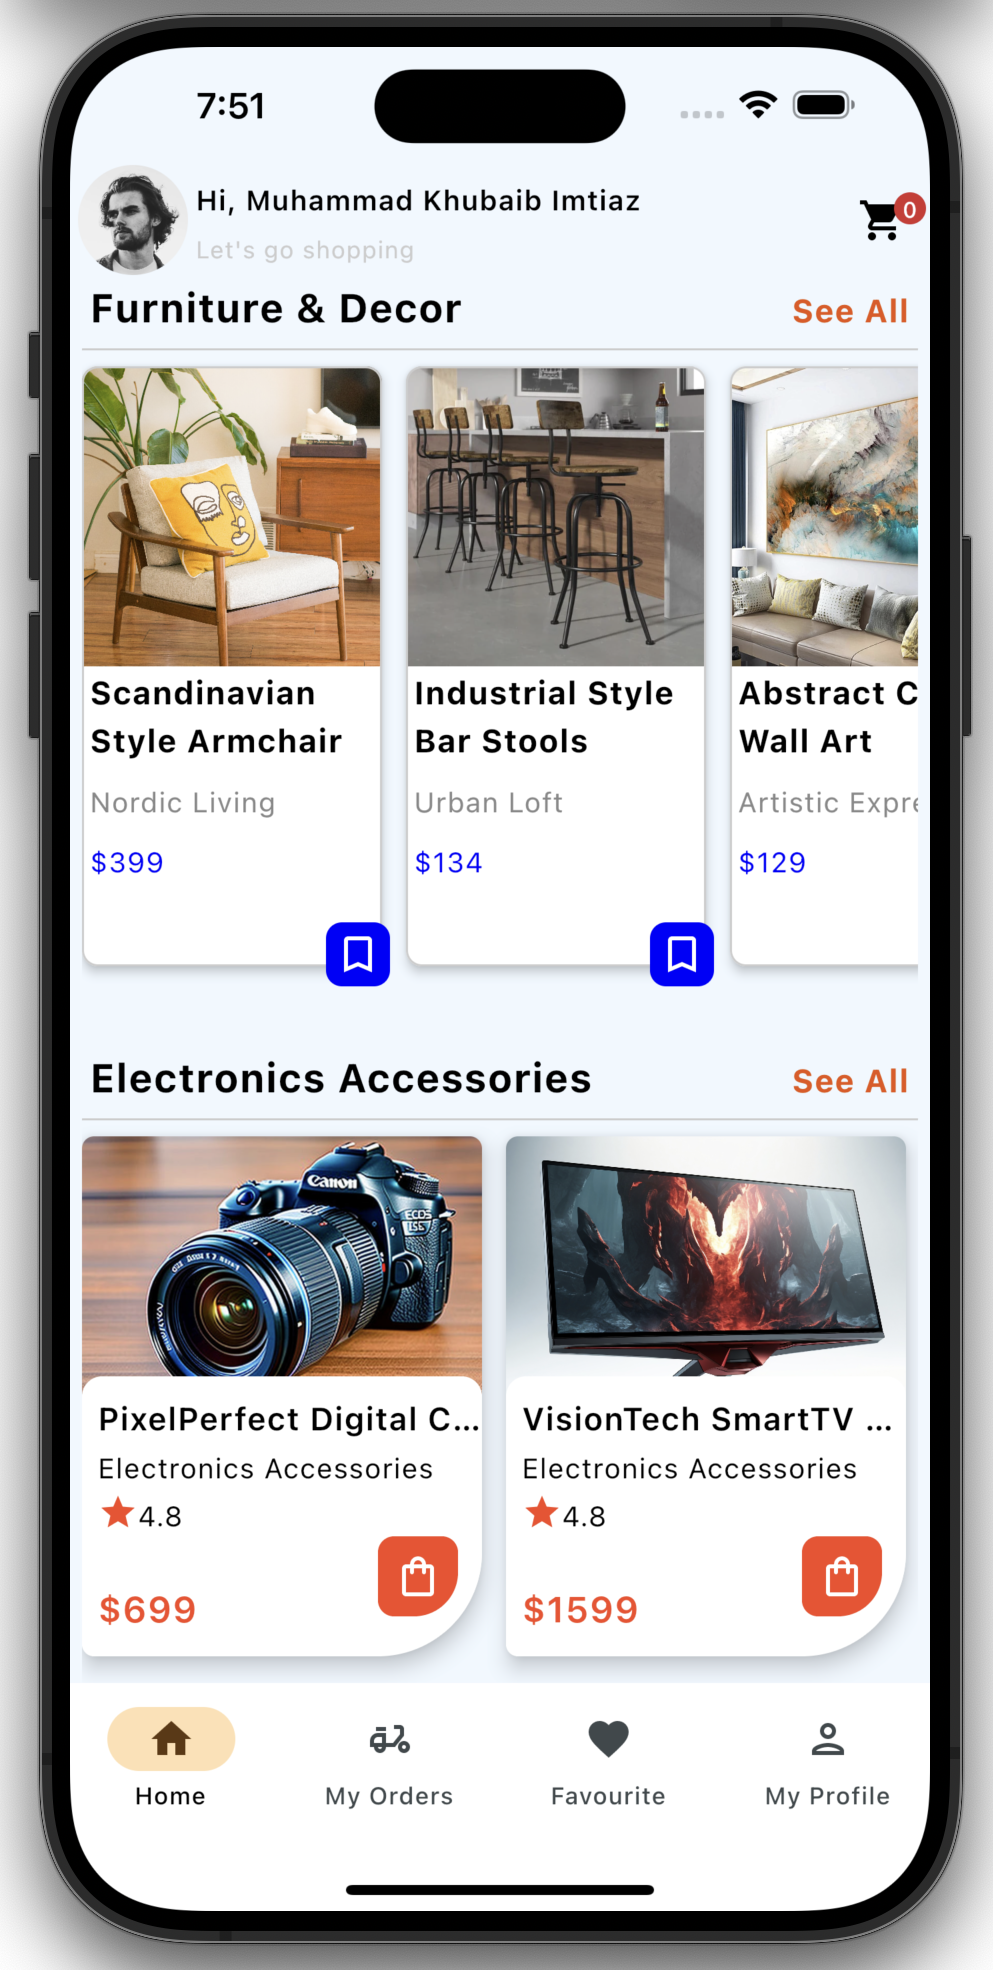 7:51
Hi, Muhammad Khubaib Imtiaz
0
Let's go shopping
Furniture & Decor
See All
Scandinavian
Style Armchair
Nordic Living
$399
Industrial Style
Bar Stools
Urban Loft
$134
Abstract C
Wall Art
Artistic Expre
$129
Electronics Accessories
See All
Canon
PixelPerfect Digital C...
Electronics Accessories
4.8
$699
VisionTech SmartTV ...
Electronics Accessories
4.8
$1599
Home
My Orders
Favourite
My Profile